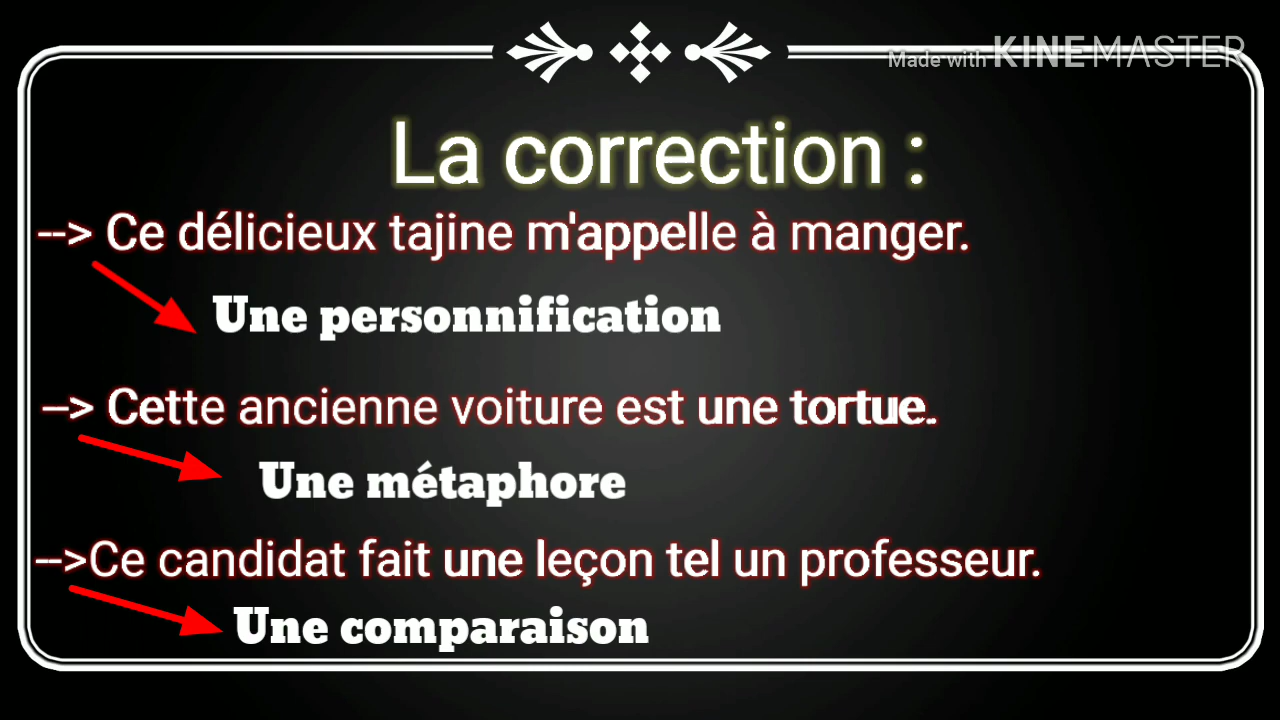 Made with KINEMASTER
La correction :
--> Ce délicieux tajine m'appelle à manger.
Une personnification
--> Cette ancienne voiture est une tortue.
Une métaphore
-->Ce candidat fait une leçon tel un professeur.
Une comparaison